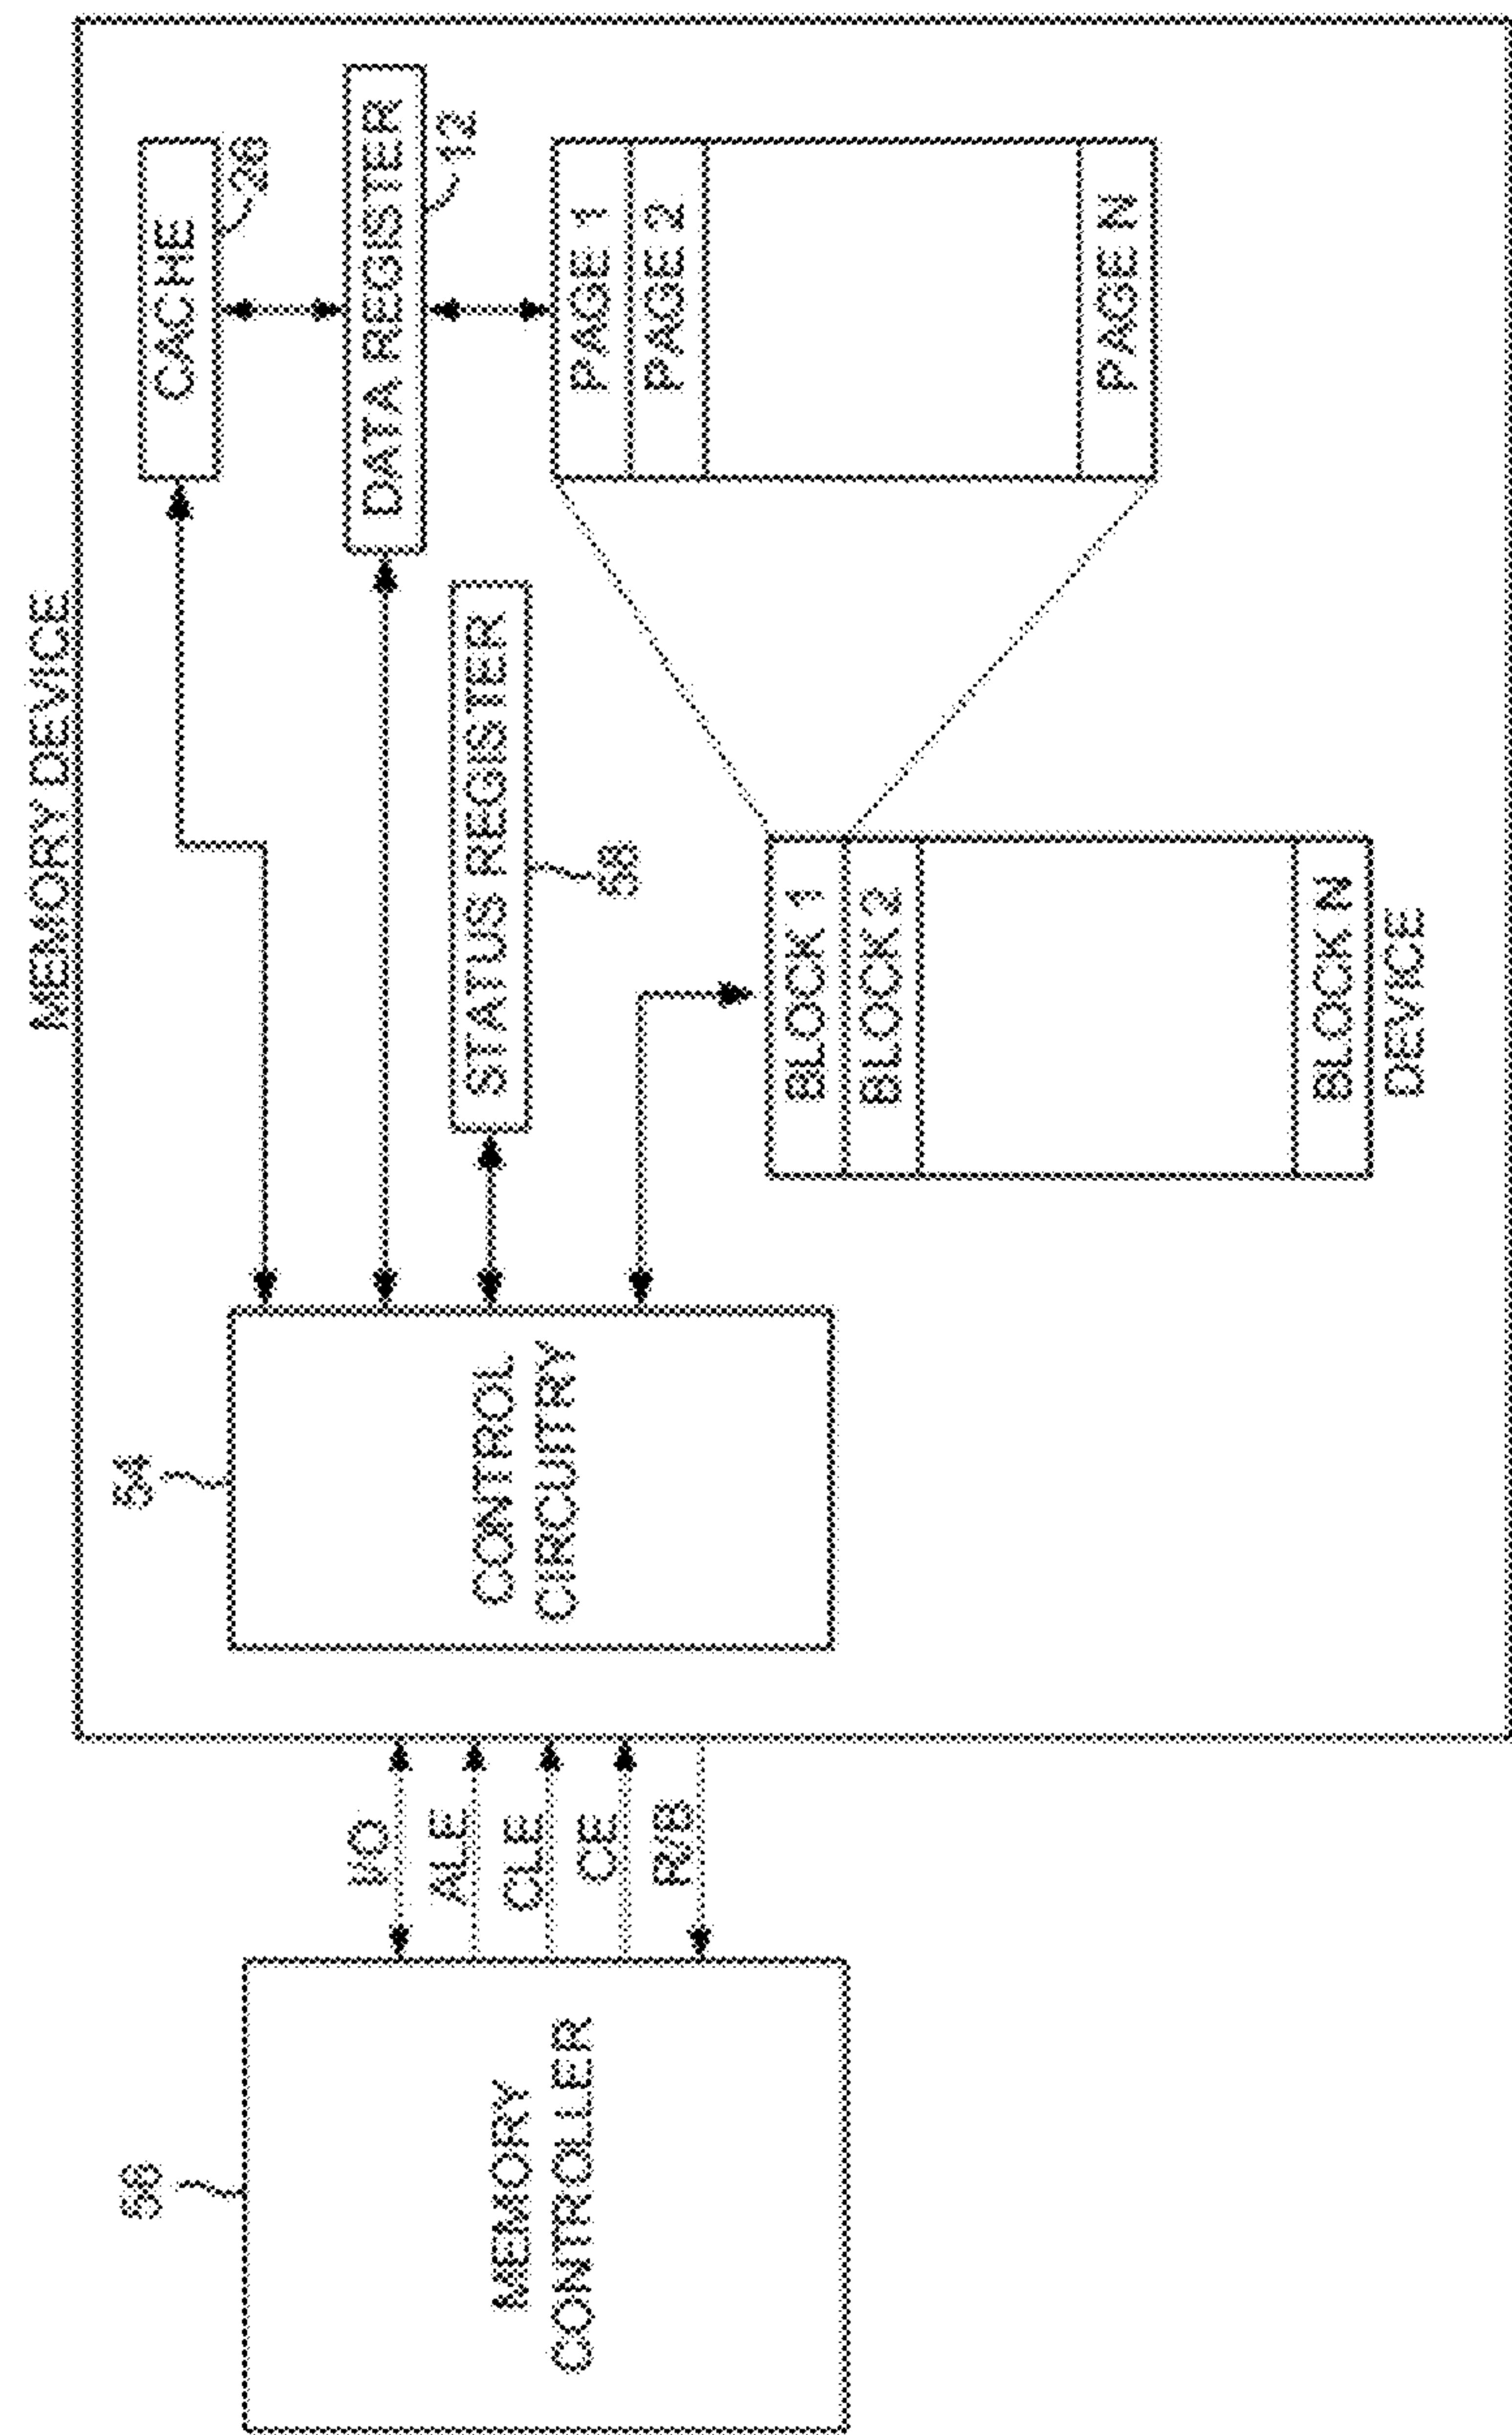 MEMORY DEVICE
56
MEMORY
CONTROLLER
I/O
ALE
CLE
CE
R/B
54
CONTROL
CIRCUITRY
CACHE
DATA REGISTER
12
STATUS REGISTER
58
BLOCK 1
BLOCK 2
BLOCK N
DEVICE
PAGE 1
PAGE 2
PAGE N